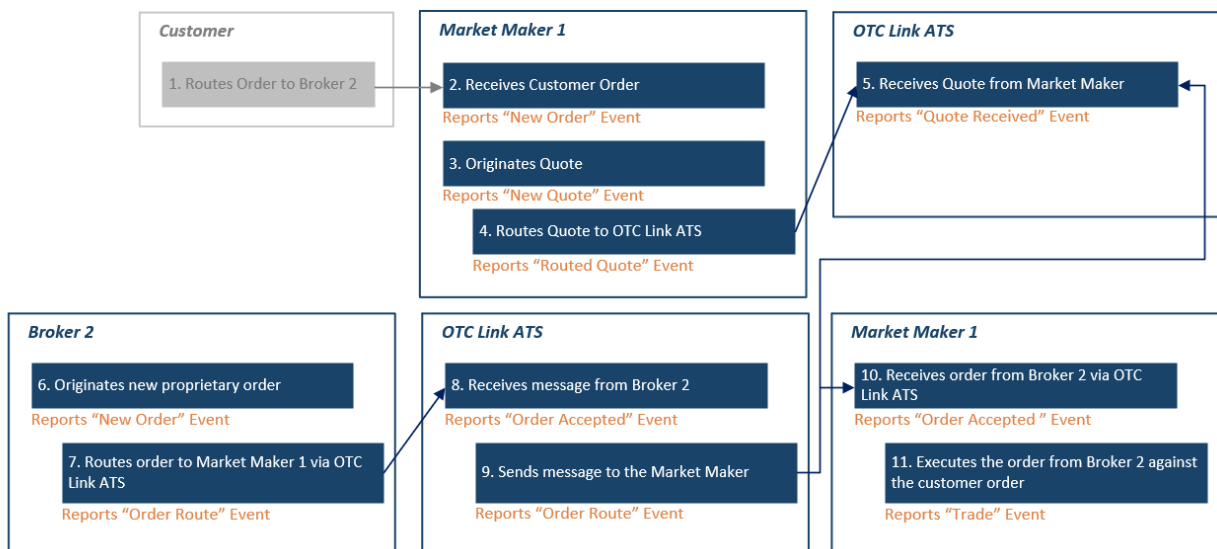 Customer
1. Routes Order to Broker 2
Market Maker 1
2. Receives Customer Order
Reports “New Order” Event
3. Originates Quote
Reports “New Quote” Event
4. Routes Quote to OTC Link ATS
Reports “Routed Quote” Event
OTC Link ATS
5. Receives Quote from Market Maker
Reports “Quote Received” Event
Broker 2
6. Originates new proprietary order
Reports “New Order” Event
7. Routes order to Market Maker 1 via OTC
Link ATS
Reports “Order Route” Event
OTC Link ATS
8. Receives message from Broker 2
Reports “Order Accepted” Event
9. Sends message to the Market Maker
Reports “Order Route” Event
Market Maker 1
10. Receives order from Broker 2 via OTC
Link ATS
Reports “Order Accepted ” Event
11. Executes the order from Broker 2 against
the customer order
Reports “Trade” Event